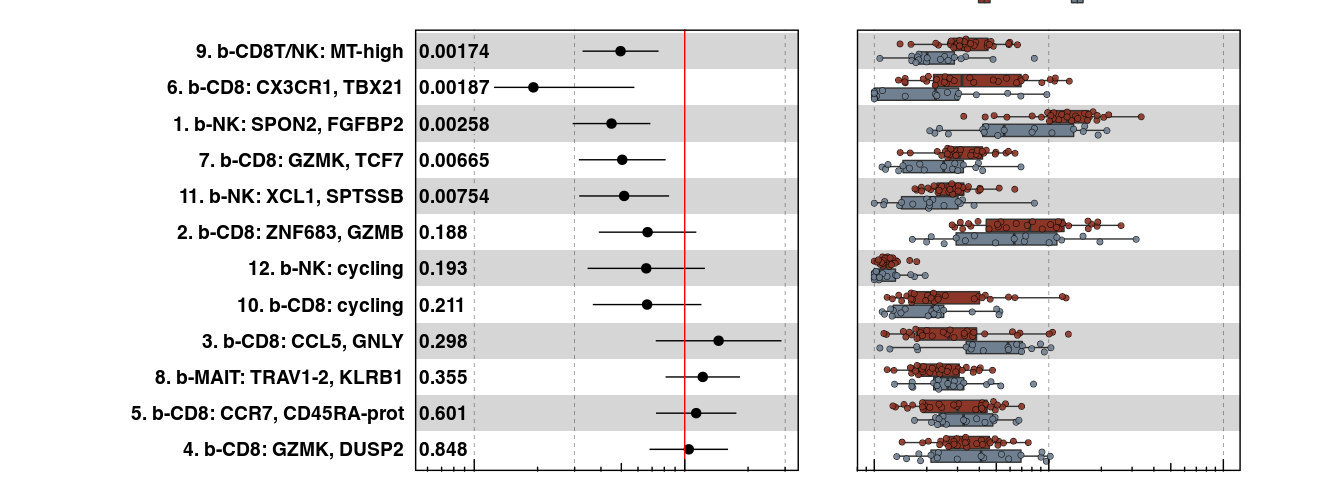 9. b-CD8T/NK: MT-high 0.00174
6. b-CD8: CX3CR1, TBX21 0.00187
1. b-NK: SPON2, FGFBP2 0.00258
7. b-CD8: GZMK, TCF7 0.00665
11. b-NK: XCL1, SPTSSB 0.00754
2. b-CD8: ZNF683, GZMB 0.188
12. b-NK: cycling 0.193
10. b-CD8: cycling 0.211
3. b-CD8: CCL5, GNLY 0.298
8. b-MAIT: TRAV1-2, KLRB1 0.355
5. b-CD8: CCR7, CD45RA-prot 0.601
4. b-CD8: GZMK, DUSP2 0.848